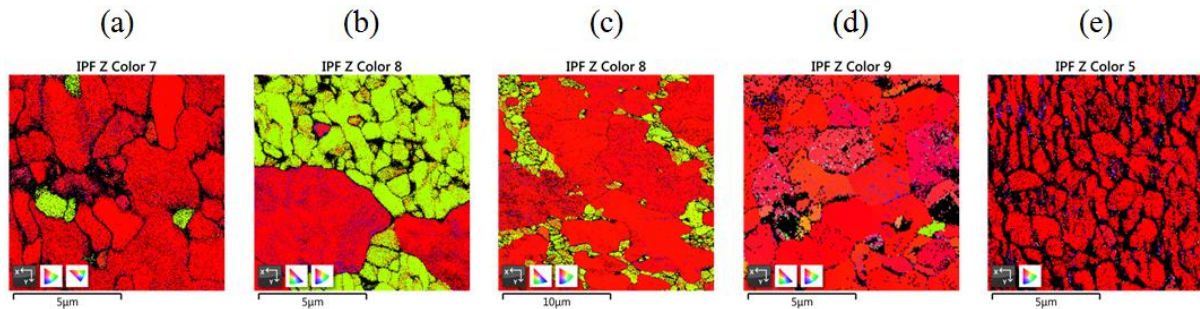 (a) (b) (c) (d) (e)
IPF Z Color 7 IPF Z Color 8 IPF Z Color 8 IPF Z Color 9 IPF Z Color 5
X X X X X
Y Y Y Y Y
5µm 5µm 10µm 5µm 5µm